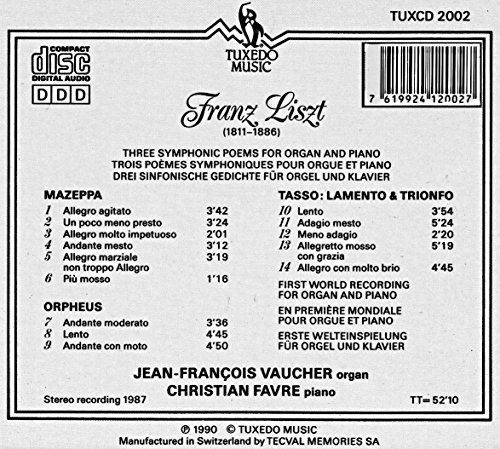 TUXCD 2002
COMPACT
disc
DIGITAL AUDIO
DDD
TUXEDO
MUSIC
7 619924 120027
Franz Liszt
(1811–1886)
THREE SYMPHONIC POEMS FOR ORGAN AND PIANO
TROIS POÈMES SYMPHONIQUES POUR ORGUE ET PIANO
DREI SINFONISCHE GEDICHTE FÜR ORGEL UND KLAVIER
MAZEPPA
1 Allegro agitato 3'42
2 Un poco meno presto 3'24
3 Allegro molto impetuoso 2'01
4 Andante mesto 3'12
5 Allegro marziale 3'19
non troppo Allegro
6 Più mosso 1'16
ORPHEUS
7 Andante moderato 3'36
8 Lento 4'45
9 Andante con moto 4'50
TASSO: LAMENTO & TRIONFO
10 Lento 3'54
11 Adagio mesto 5'24
12 Meno adagio 2'20
13 Allegretto mosso 5'19
con grazia
14 Allegro con molto brio 4'45
FIRST WORLD RECORDING
FOR ORGAN AND PIANO
EN PREMIÈRE MONDIALE
POUR ORGUE ET PIANO
ERSTE WELTEINSPIELUNG
FÜR ORGEL UND KLAVIER
JEAN-FRANÇOIS VAUCHER organ
CHRISTIAN FAVRE piano
Stereo recording 1987
TT= 52'10
℗ 1990 © TUXEDO MUSIC
Manufactured in Switzerland by TECVAL MEMORIES SA